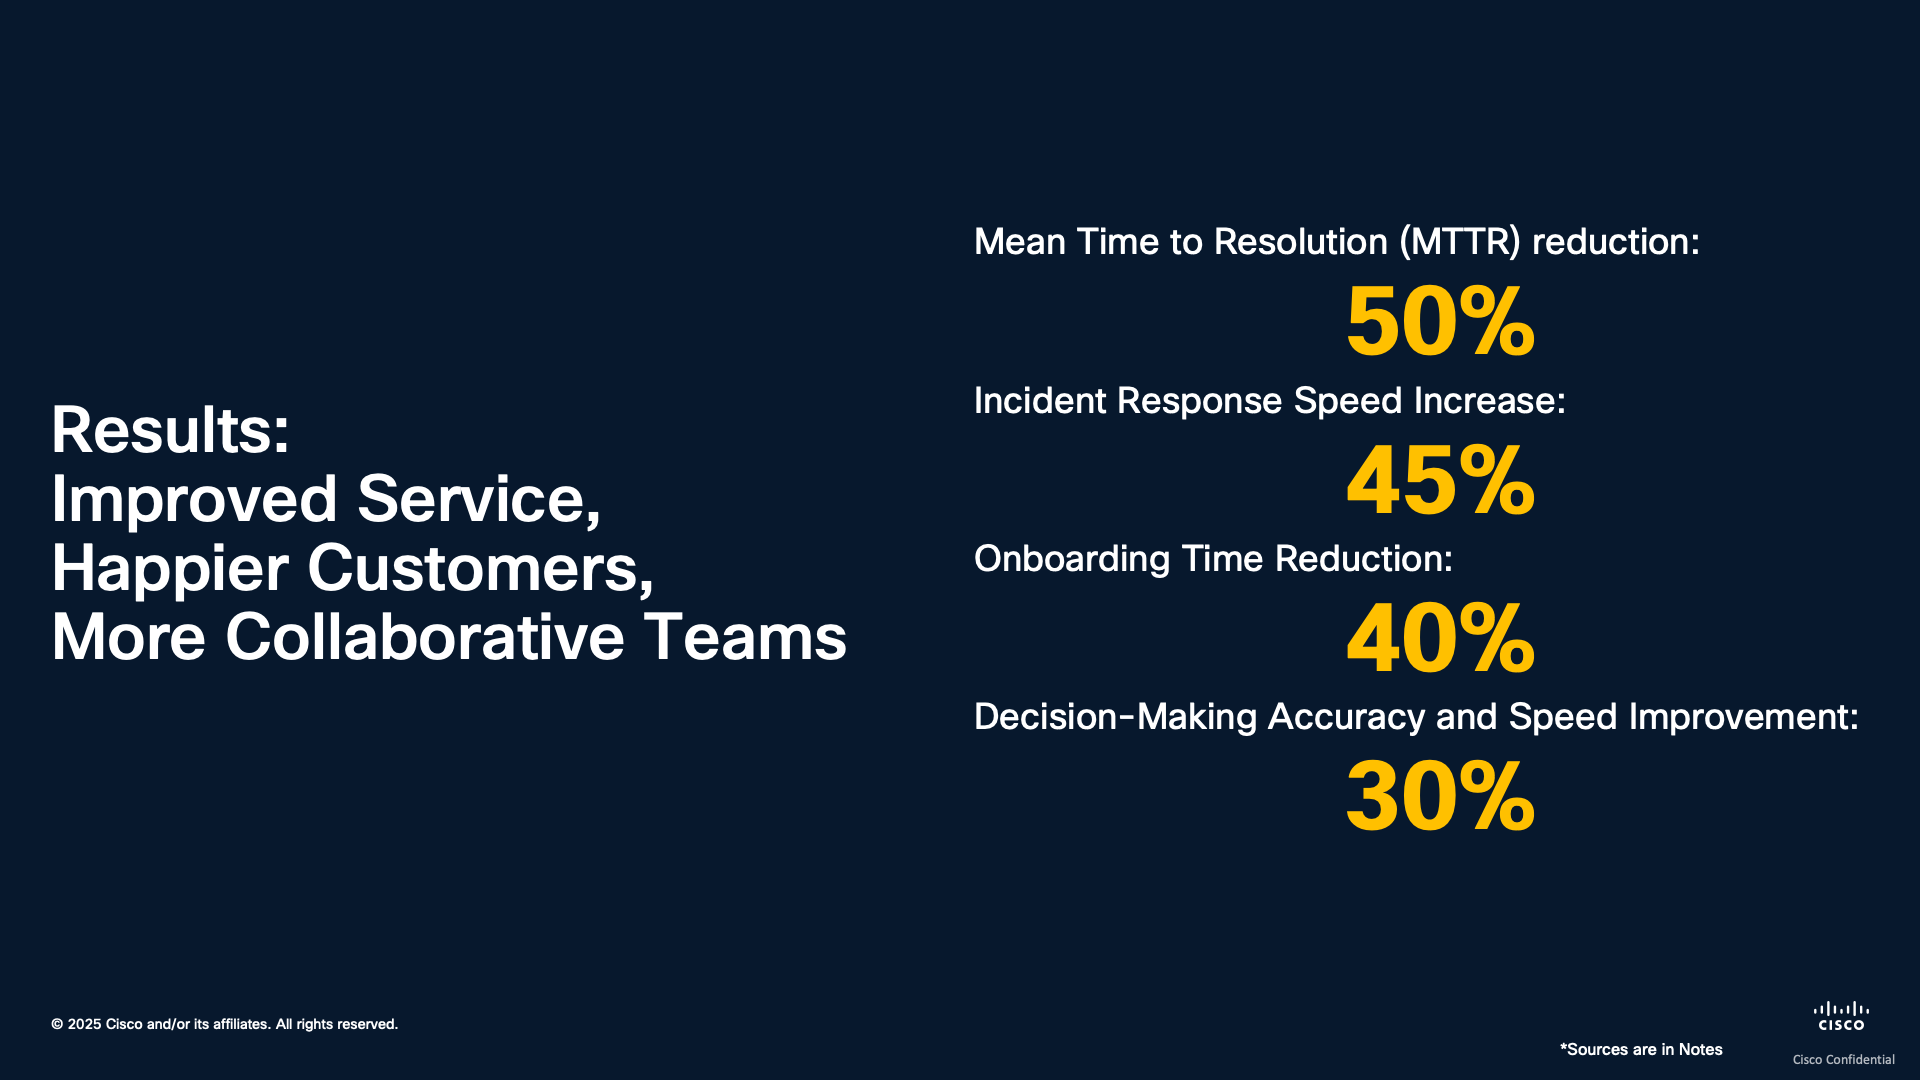 Results:
Improved Service,
Happier Customers,
More Collaborative Teams
Mean Time to Resolution (MTTR) reduction:
50%
Incident Response Speed Increase:
45%
Onboarding Time Reduction:
40%
Decision-Making Accuracy and Speed Improvement:
30%
© 2025 Cisco and/or its affiliates. All rights reserved.
*Sources are in Notes
CISCO
Cisco Confidential